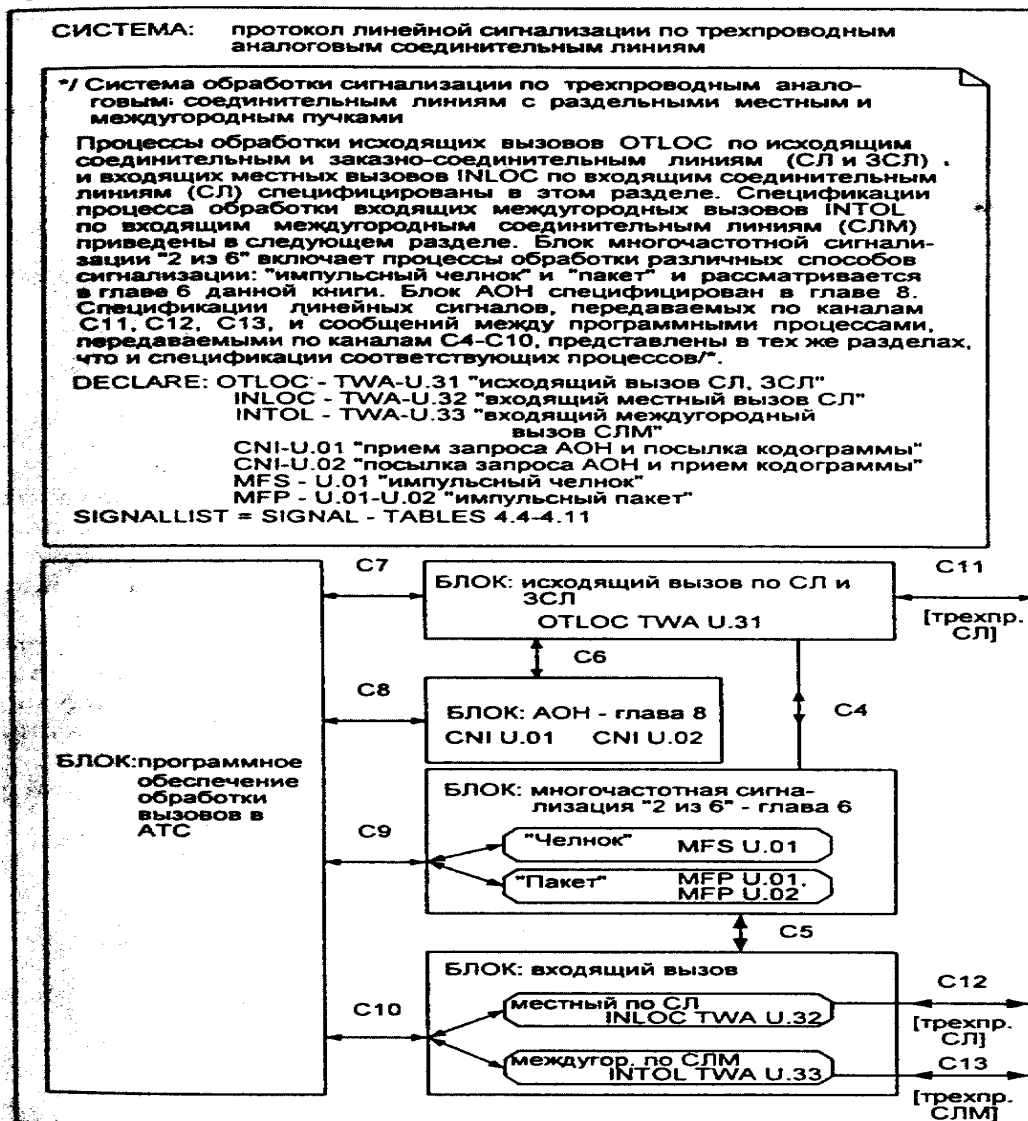 СИСТЕМА: протокол линейной сигнализации по трехпроводным
аналоговым соединительным линиям
*/ Система обработки сигнализации по трехпроводным анало-
говым соединительным линиям с раздельными местным и
междугородным пучками
Процессы обработки исходящих вызовов OTLOC по исходящим
соединительным и заказно-соединительным линиям (СЛ и ЗСЛ) .
и входящих местных вызовов INLOC по входящим соединительным
линиям (СЛ) специфицированы в этом разделе. Спецификации
процесса обработки входящих междугородных вызовов INTOL
по входящим междугородным соединительным линиям (СЛМ)
приведены в следующем разделе. Блок многочастотной сигнали-
зации "2 из 6" включает процессы обработки различных способов
сигнализации: "импульсный челнок" и "пакет" и рассматривается
в главе 6 данной книги. Блок АОН специфицирован в главе 8.
Спецификации линейных сигналов, передаваемых по каналам
С11, С12, С13, и сообщений между программными процессами,
передаваемыми по каналам С4-С10, представлены в тех же разделах,
что и спецификации соответствующих процессов/*.
DECLARE: OTLOC - TWA-U.31 "исходящий вызов СЛ, ЗСЛ"
INLOC - TWA-U.32 "входящий местный вызов СЛ"
INTOL - TWA-U.33 "входящий междугородный
вызов СЛМ"
CNI-U.01 "прием запроса АОН и посылка кодограммы"
CNI-U.02 "посылка запроса АОН и прием кодограммы"
MFS - U.01 "импульсный челнок"
MFP - U.01-U.02 "импульсный пакет"
SIGNALLIST = SIGNAL - TABLES 4.4-4.11
C7
БЛОК: исходящий вызов по СЛ и
ЗСЛ
OTLOC TWA U.31
C11
[трехпр.
СЛ]
C6
C8
БЛОК: АОН - глава 8
CNI U.01 CNI U.02
C4
БЛОК: программное
обеспечение
обработки
вызовов в
АТС
БЛОК: многочастотная сигна-
лизация "2 из 6" - глава 6
C9
"Челнок" MFS U.01
"Пакет" MFP U.01,
MFP U.02
C5
БЛОК: входящий вызов
C10
местный по СЛ
INLOC TWA U.32
C12
[трехпр.
СЛ]
междугор. по СЛМ
INTOL TWA U.33
C13
[трехпр.
СЛМ]